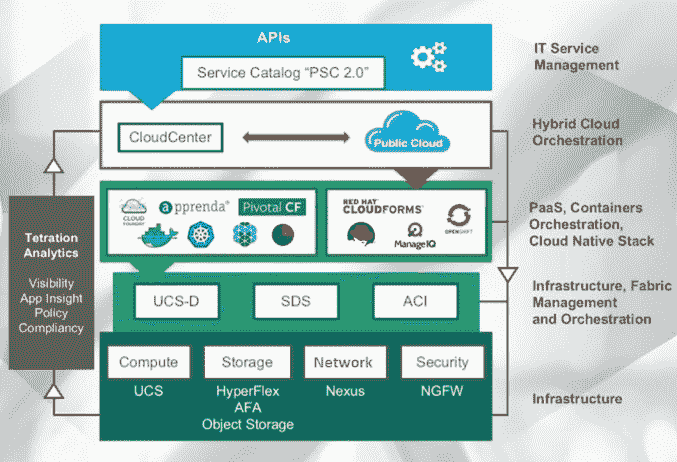 APIs
Service Catalog “PSC 2.0”
IT Service
Management
CloudCenter
Public Cloud
Hybrid Cloud
Orchestration
CLOUD
FOUNDRY
apprenda
Pivotal CF
RED HAT
CLOUDFORMS
ManageIQ
OPENSHIFT
PaaS, Containers
Orchestration,
Cloud Native Stack
Tetration
Analytics
Visibility
App Insight
Policy
Compliancy
UCS-D
SDS
ACI
Infrastructure, Fabric
Management
and Orchestration
Compute
Storage
Network
Security
UCS
HyperFlex
AFA
Object Storage
Nexus
NGFW
Infrastructure